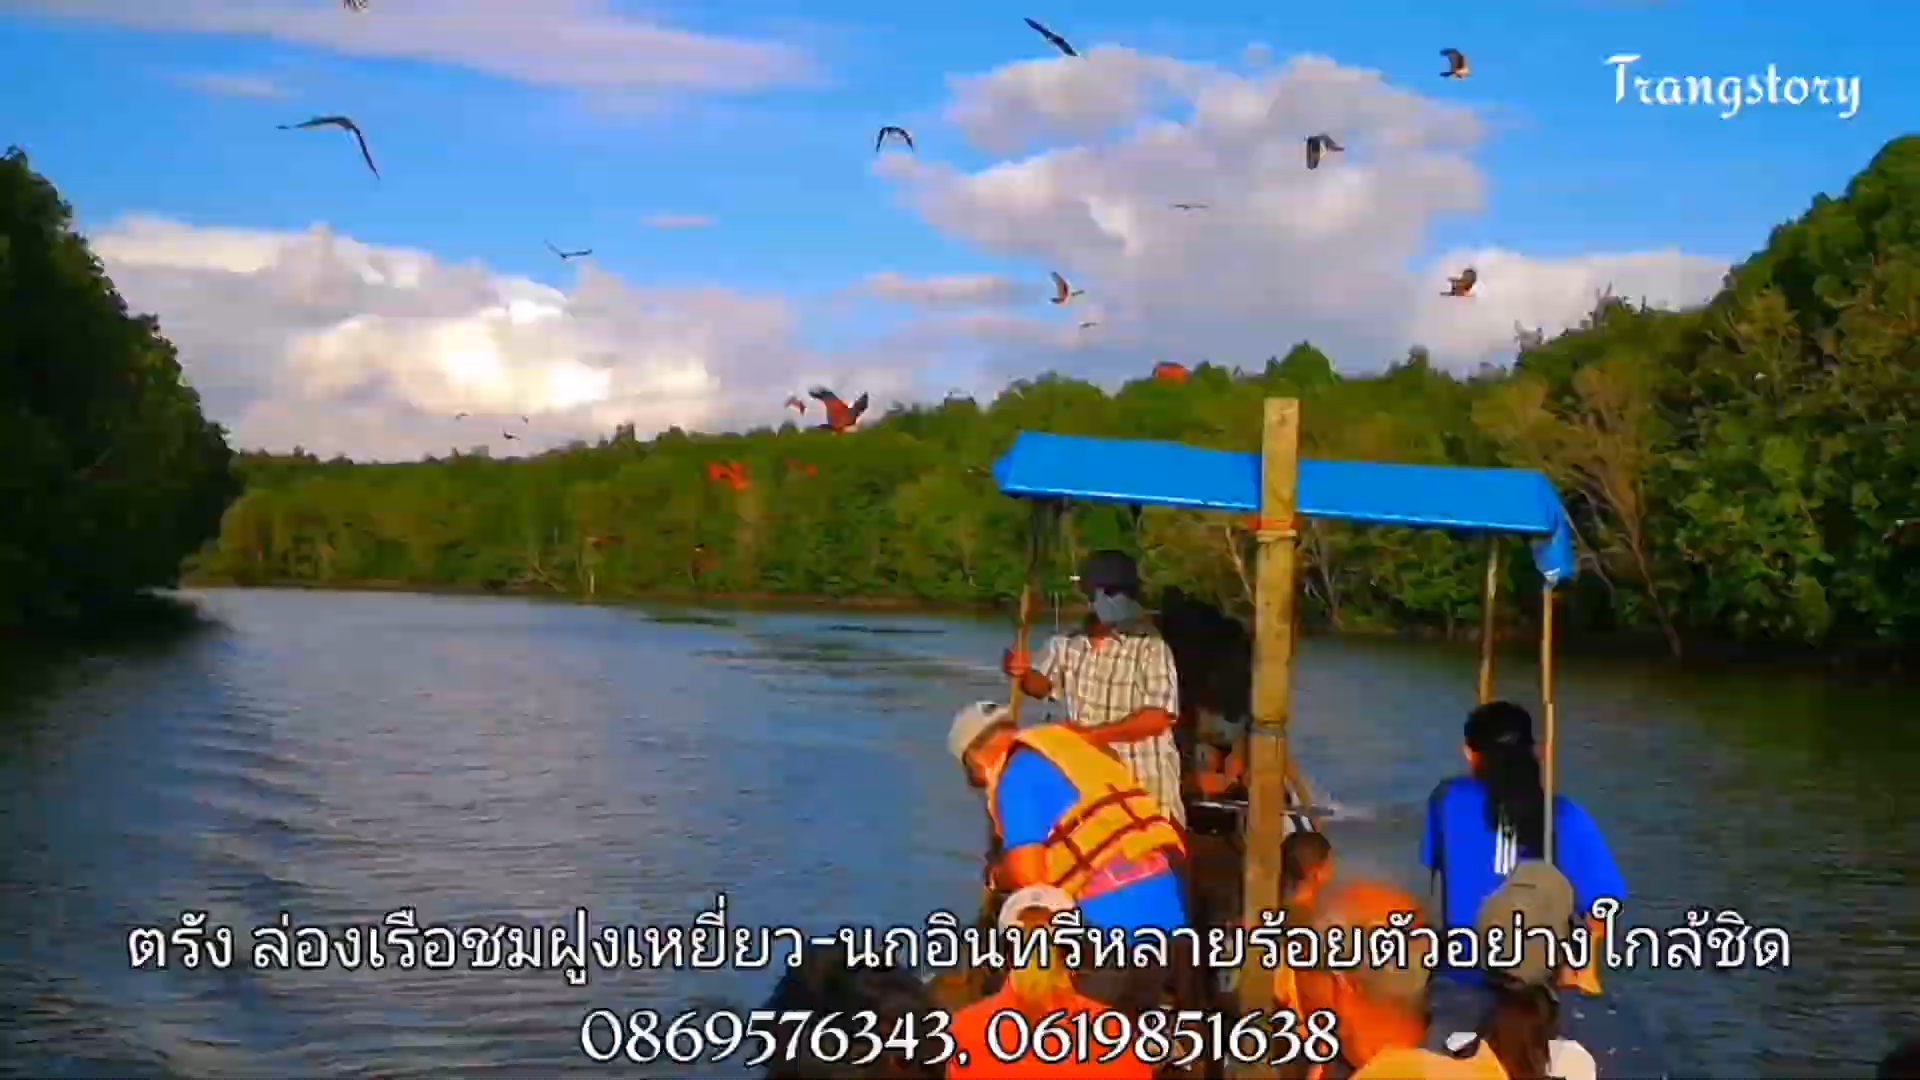 Trangstory
ตรัง ล่องเรือชมฝูงเหยี่ยว-นกอินทรีหลายร้อยตัวอย่างใกล้ชิด
0869576343, 0619851638